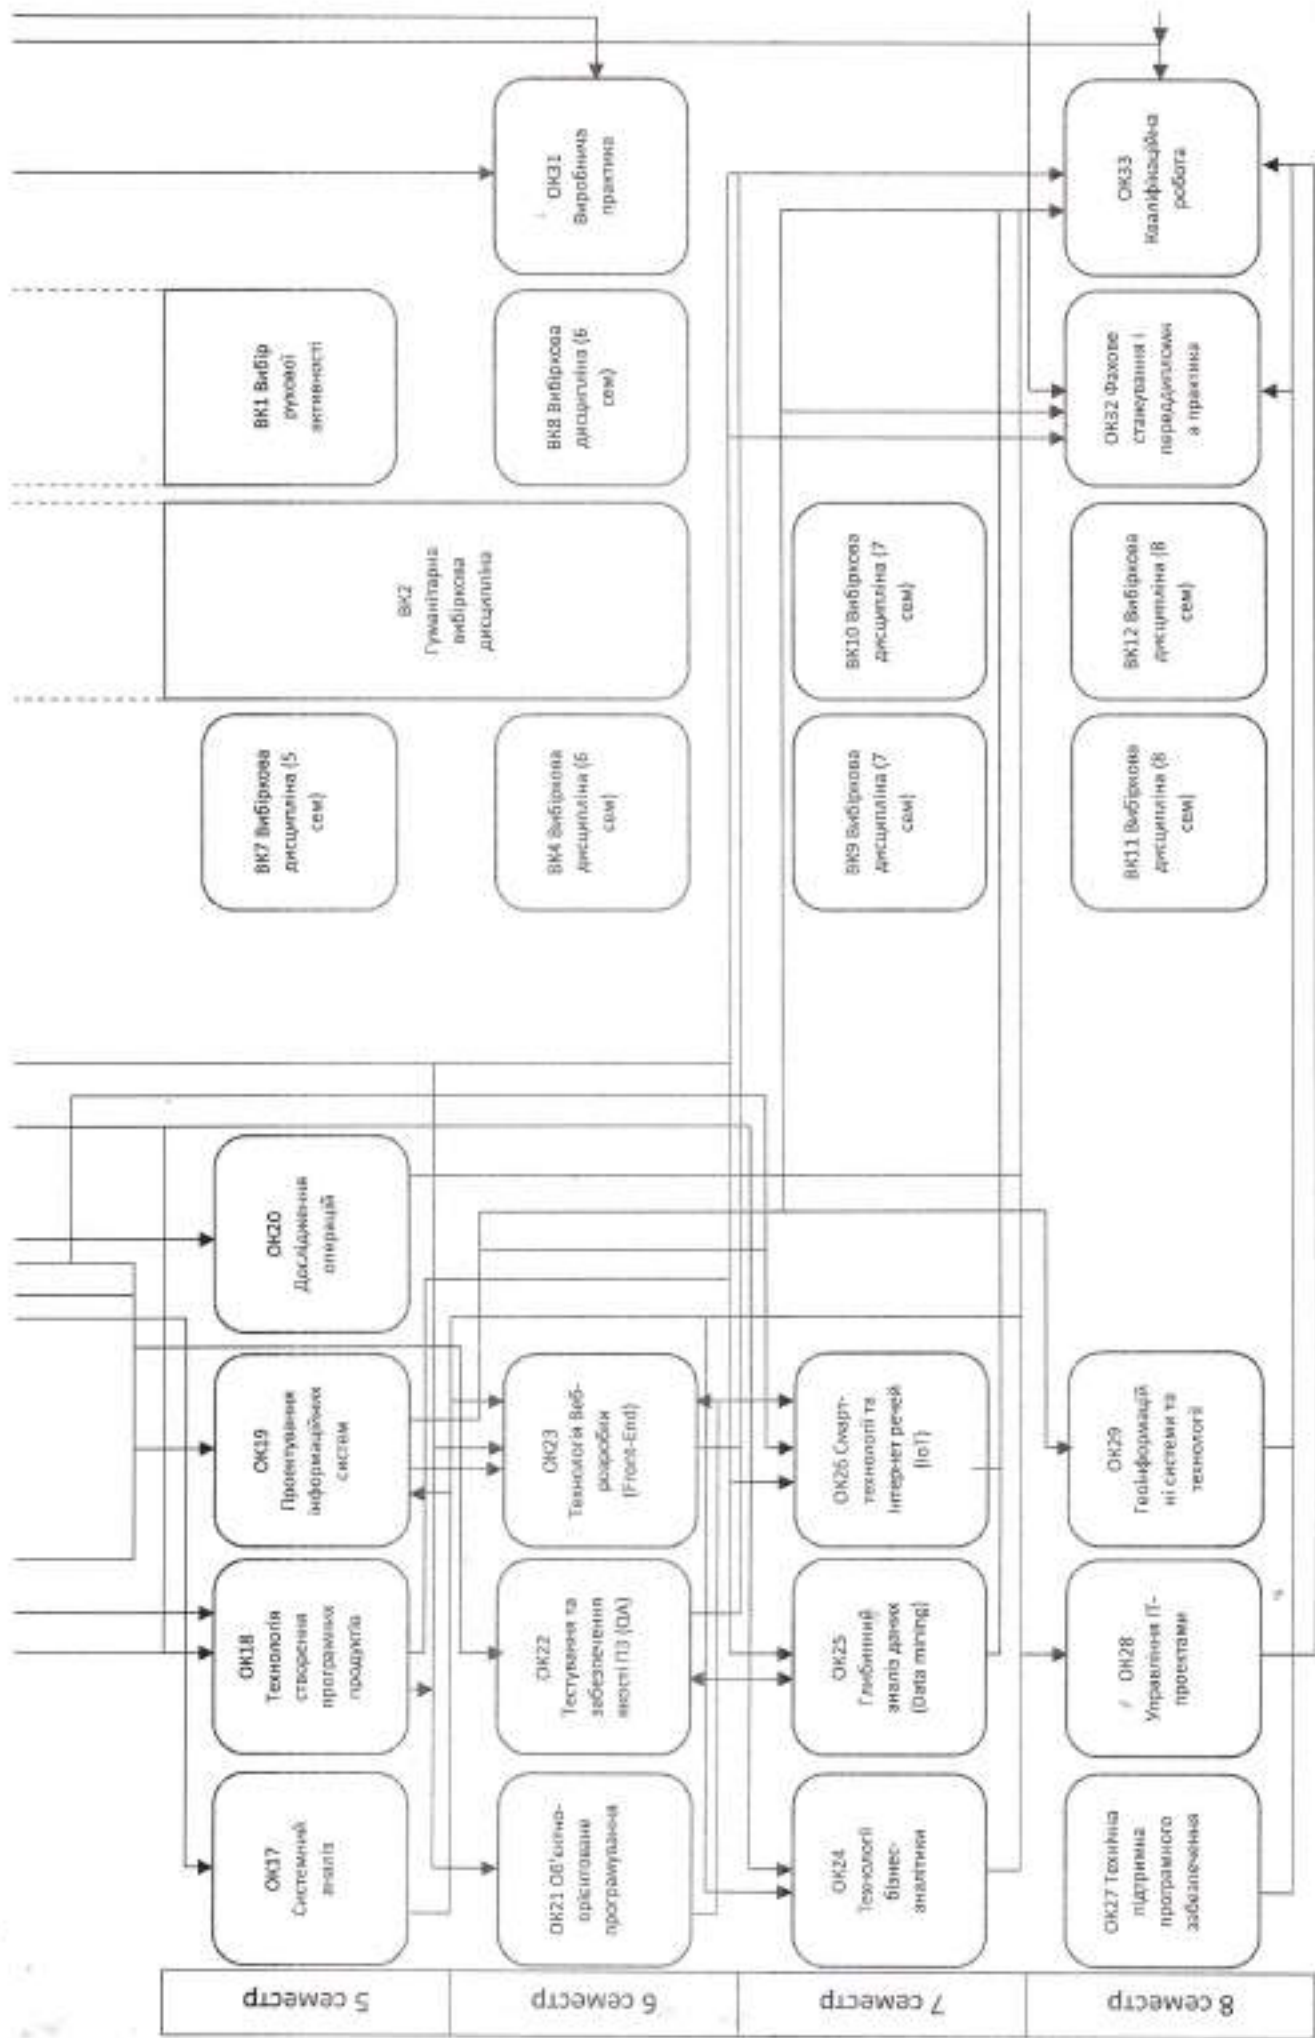 5 семестр
ОК17
Системний
аналіз
ОК18
Технологія
створення
програмних
продуктів
ОК19
Проектування
інформаційних
систем
ОК20
Дослідження
операцій
ВК7 Вибіркова
дисципліна (5
сем)
ВК2
Гуманітарна
вибіркова
дисципліна
ВК1 Вибір
рухової
активності
6 семестр
ОК21 Об'єктно-
орієнтоване
програмування
ОК22
Тестування та
забезпечення
якості ПЗ (QA)
ОК23
Технології Веб-
розробки
(Front-End)
ВК4 Вибіркова
дисципліна (6
сем)
ВК8 Вибіркова
дисципліна (6
сем)
ОК31
Виробнича
практика
7 семестр
ОК24
Технології
бізнес-
аналітики
ОК25
Глибинний
аналіз даних
(Data mining)
ОК26 Смарт-
технології та
Інтернет речей
(IoT)
ВК9 Вибіркова
дисципліна (7
сем)
ВК10 Вибіркова
дисципліна (7
сем)
8 семестр
ОК27 Технічна
підтримка
програмного
забезпечення
ОК28
Управління ІТ-
проектами
ОК29
Геоінформацій
ні системи та
технології
ВК11 Вибіркова
дисципліна (8
сем)
ВК12 Вибіркова
дисципліна (8
сем)
ОК32 Фахове
стажування і
переддипломн
а практика
ОК33
Кваліфікаційна
робота